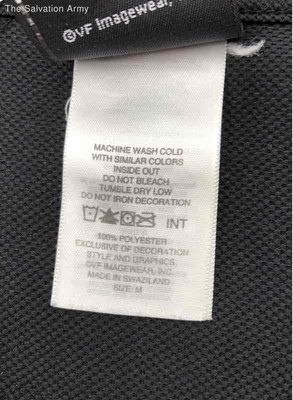 The Salvation Army
©VF Imagewear,
MACHINE WASH COLD
WITH SIMILAR COLORS
INSIDE OUT
DO NOT BLEACH
TUMBLE DRY LOW
DO NOT IRON DECORATION
INT
100% POLYESTER
EXCLUSIVE OF DECORATION
STYLE AND GRAPHICS,
©VF IMAGEWEAR, INC.
MADE IN SWAZILAND
SIZE: M